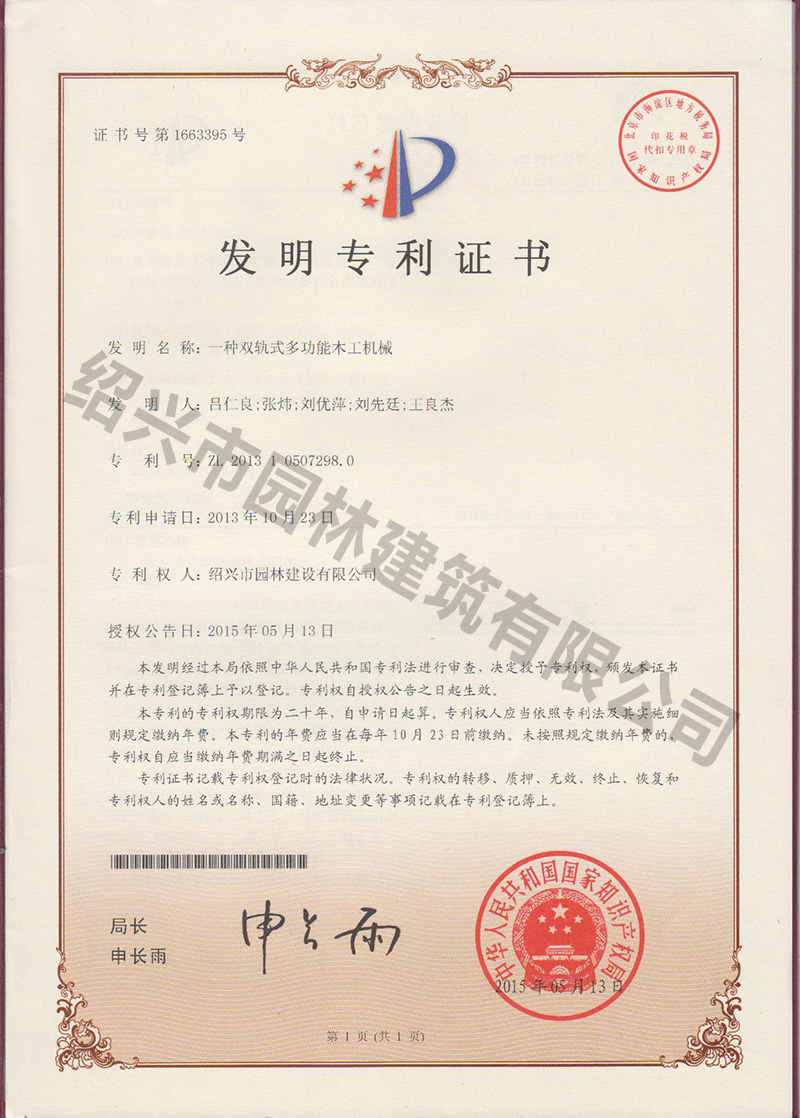 证书号第1663395号
北京市海淀区地方税务局
印花税
代扣专用章
国家知识产权局
发明专利证书
发明名称：一种双轨式多功能木工机械
发明人：吕仁良;张炜;刘优萍;刘先廷;王良杰
专利号：ZL 2013 1 0507298.0
专利申请日：2013年10月23日
专利权人：绍兴市园林建设有限公司
授权公告日：2015年05月13日
本发明经过本局依照中华人民共和国专利法进行审查，决定授予专利权，颁发本证书
并在专利登记簿上予以登记。专利权自授权公告之日起生效。
本专利的专利权期限为二十年，自申请日起算。专利权人应当依照专利法及其实施细
则规定缴纳年费。本专利的年费应当在每年10月23日前缴纳。未按照规定缴纳年费的，
专利权自应当缴纳年费期满之日起终止。
专利证书记载专利权登记时的法律状况。专利权的转移、质押、无效、终止、恢复和
专利权人的姓名或名称、国籍、地址变更等事项记载在专利登记簿上。
绍兴市园林建筑有限公司
局长
申长雨
申长雨
中华人民共和国国家知识产权局
2015年05月13日
第1页(共1页)